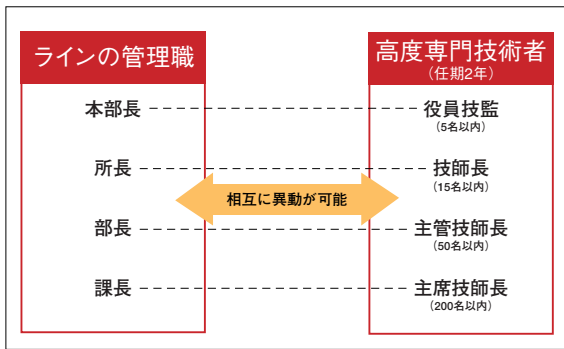 ラインの管理職
高度専門技術者
（任期2年）
本部長
役員技監
（5名以内）
所長
技師長
（15名以内）
相互に異動が可能
部長
主管技師長
（50名以内）
課長
主席技師長
（200名以内）